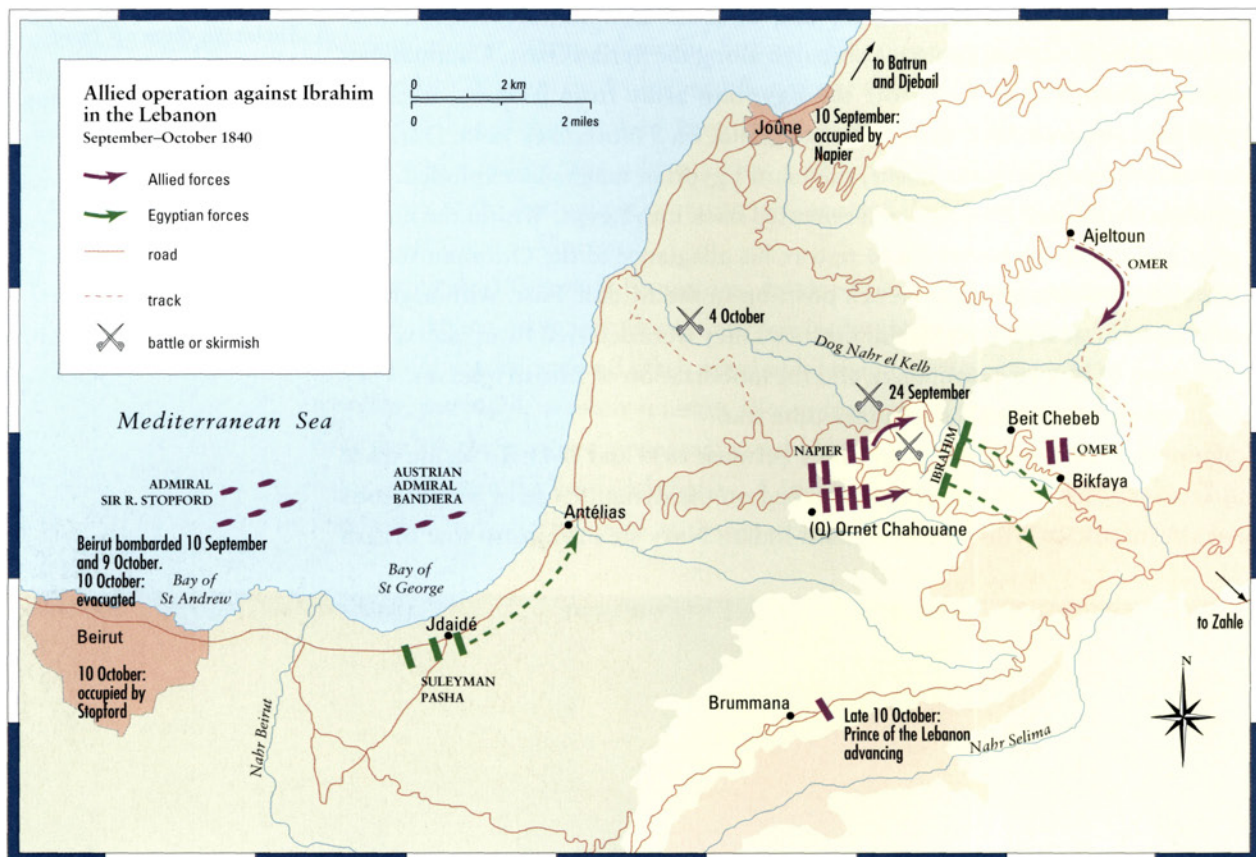 Allied operation against Ibrahim
in the Lebanon
September–October 1840
Allied forces
Egyptian forces
road
track
battle or skirmish
0 2 km
0 2 miles
to Batrun
and Djebail
Joûne
10 September:
occupied by
Napier
Ajeltoun
OMER
4 October
Dog Nahr el Kelb
24 September
Beit Chebeb
NAPIER
IBRAHIM
OMER
Bikfaya
(Q) Ornet Chahouane
Mediterranean Sea
ADMIRAL
SIR R. STOPFORD
AUSTRIAN
ADMIRAL
BANDIERA
Antélias
Beirut bombarded 10 September
and 9 October.
10 October:
evacuated
Bay of
St Andrew
Bay of
St George
Beirut
10 October:
occupied by
Stopford
Jdaidé
SULEYMAN
PASHA
Nahr Beirut
to Zahle
Brummana
Late 10 October:
Prince of the Lebanon
advancing
Nahr Selima
N